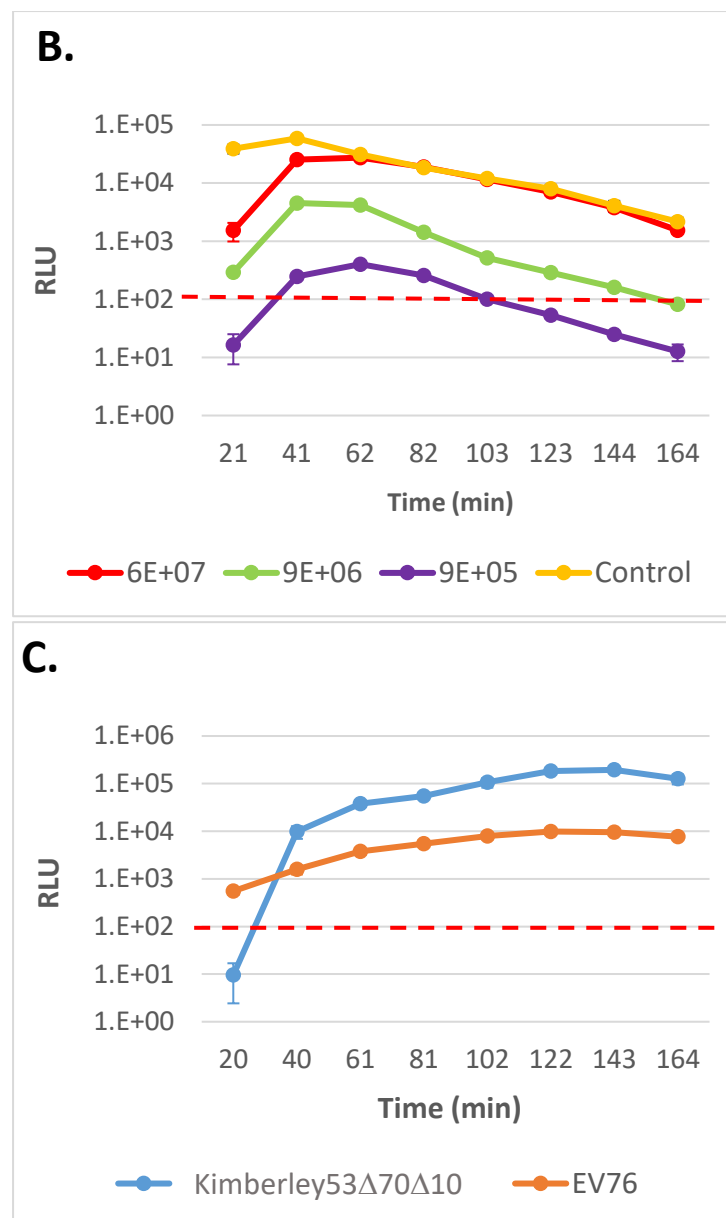 B.
1.E+05
1.E+04
1.E+03
1.E+02
1.E+01
1.E+00
RLU
21 41 62 82 103 123 144 164
Time (min)
6E+07 9E+06 9E+05 Control
C.
1.E+06
1.E+05
1.E+04
1.E+03
1.E+02
1.E+01
1.E+00
RLU
20 40 61 81 102 122 143 164
Time (min)
Kimberley53Δ70Δ10 EV76